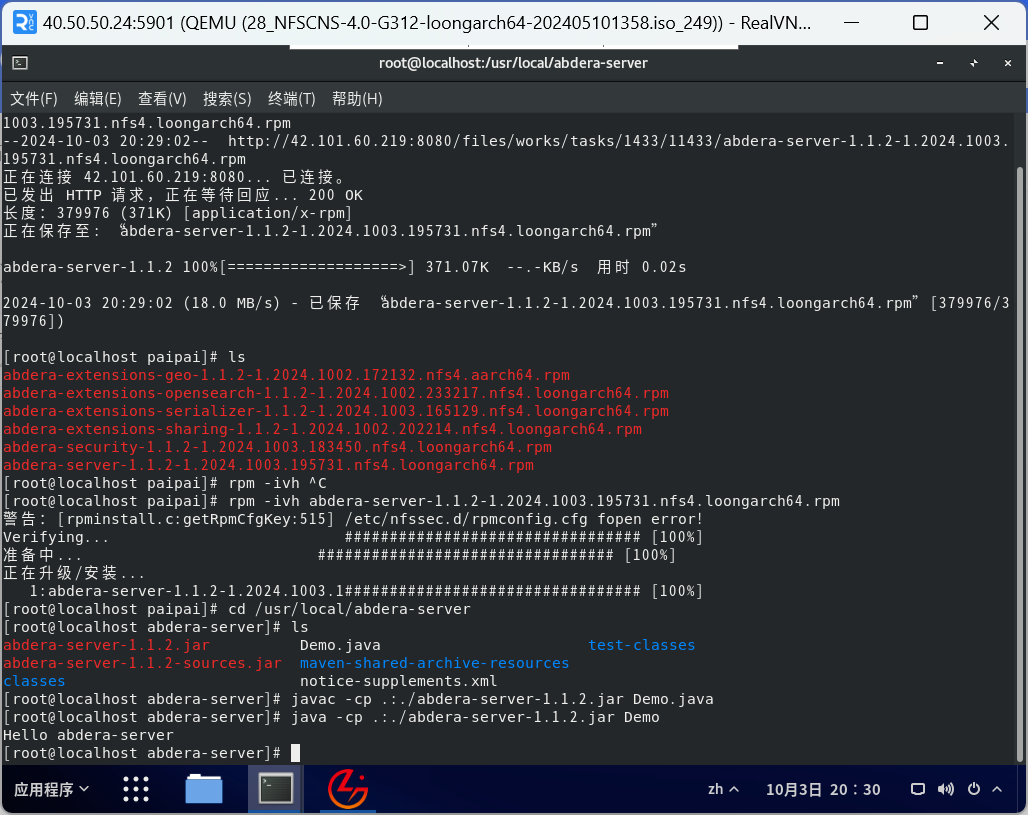 40.50.50.24:5901 (QEMU (28_NFSCNS-4.0-G312-loongarch64-202405101358.iso_249)) - RealVN...
root@localhost:/usr/local/abdera-server
文件(F) 编辑(E) 查看(V) 搜索(S) 终端(T) 帮助(H)
1003.195731.nfs4.loongarch64.rpm
--2024-10-03 20:29:02--  http://42.101.60.219:8080/files/works/tasks/1433/11433/abdera-server-1.1.2-1.2024.1003.
195731.nfs4.loongarch64.rpm
正在连接 42.101.60.219:8080... 已连接。
已发出 HTTP 请求，正在等待回应... 200 OK
长度：379976 (371K) [application/x-rpm]
正在保存至: “abdera-server-1.1.2-1.2024.1003.195731.nfs4.loongarch64.rpm”
abdera-server-1.1.2 100%[===================>] 371.07K  --.-KB/s  用时 0.02s
2024-10-03 20:29:02 (18.0 MB/s) - 已保存 “abdera-server-1.1.2-1.2024.1003.195731.nfs4.loongarch64.rpm” [379976/3
79976])
[root@localhost paipai]# ls
abdera-extensions-geo-1.1.2-1.2024.1002.172132.nfs4.aarch64.rpm
abdera-extensions-opensearch-1.1.2-1.2024.1002.233217.nfs4.loongarch64.rpm
abdera-extensions-serializer-1.1.2-1.2024.1003.165129.nfs4.loongarch64.rpm
abdera-extensions-sharing-1.1.2-1.2024.1002.202214.nfs4.loongarch64.rpm
abdera-security-1.1.2-1.2024.1003.183450.nfs4.loongarch64.rpm
abdera-server-1.1.2-1.2024.1003.195731.nfs4.loongarch64.rpm
[root@localhost paipai]# rpm -ivh ^C
[root@localhost paipai]# rpm -ivh abdera-server-1.1.2-1.2024.1003.195731.nfs4.loongarch64.rpm
警告：[rpminstall.c:getRpmCfgKey:515] /etc/nfssec.d/rpmconfig.cfg fopen error!
Verifying...                          ################################# [100%]
准备中...                          ################################# [100%]
正在升级/安装...
   1:abdera-server-1.1.2-1.2024.1003.1################################# [100%]
[root@localhost paipai]# cd /usr/local/abdera-server
[root@localhost abdera-server]# ls
abdera-server-1.1.2.jar          Demo.java                       test-classes
abdera-server-1.1.2-sources.jar  maven-shared-archive-resources
classes                          notice-supplements.xml
[root@localhost abdera-server]# javac -cp .:./abdera-server-1.1.2.jar Demo.java
[root@localhost abdera-server]# java -cp .:./abdera-server-1.1.2.jar Demo
Hello abdera-server
[root@localhost abdera-server]#
应用程序 zh 10月3日 20：30